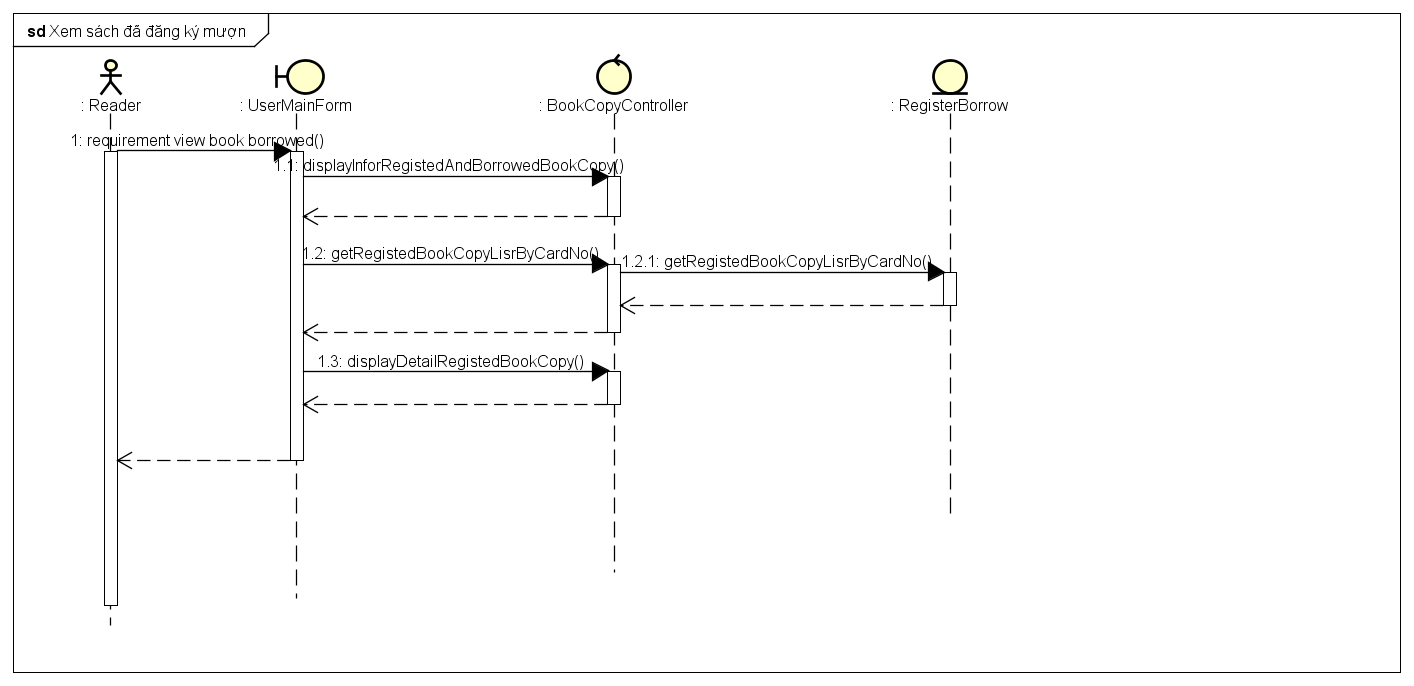 sd Xem sách đã đăng ký mượn
: Reader
: UserMainForm
: BookCopyController
: RegisterBorrow
1: requirement view book borrowed()
1.1: displayInforRegistedAndBorrowedBookCopy()
1.2: getRegistedBookCopyLisrByCardNo()
1.2.1: getRegistedBookCopyLisrByCardNo()
1.3: displayDetailRegistedBookCopy()